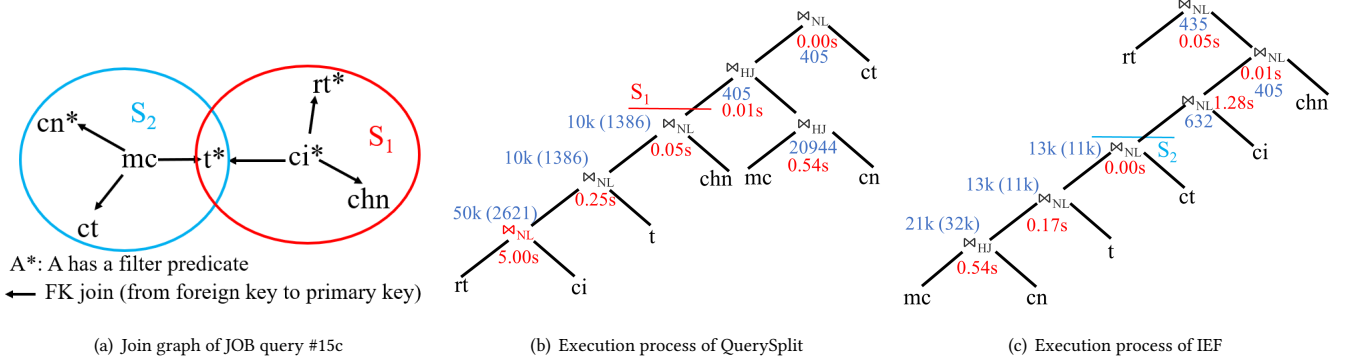 rt*
S₂
S₁
cn*
mc
t*
ci*
chn
ct
A*: A has a filter predicate
FK join (from foreign key to primary key)
(a) Join graph of JOB query #15c
⋈NL
0.00s
405
ct
⋈HJ
405
0.01s
S₁
10k (1386)
⋈NL
0.05s
⋈HJ
20944
0.54s
10k (1386)
chn
mc
cn
⋈NL
0.25s
50k (2621)
t
⋈NL
5.00s
rt
ci
(b) Execution process of QuerySplit
⋈NL
435
0.05s
rt
⋈NL
0.01s
405
chn
⋈NL
1.28s
632
ci
S₂
13k (11k)
⋈NL
0.00s
ct
13k (11k)
⋈NL
0.17s
t
21k (32k)
⋈HJ
0.54s
mc
cn
(c) Execution process of IEF